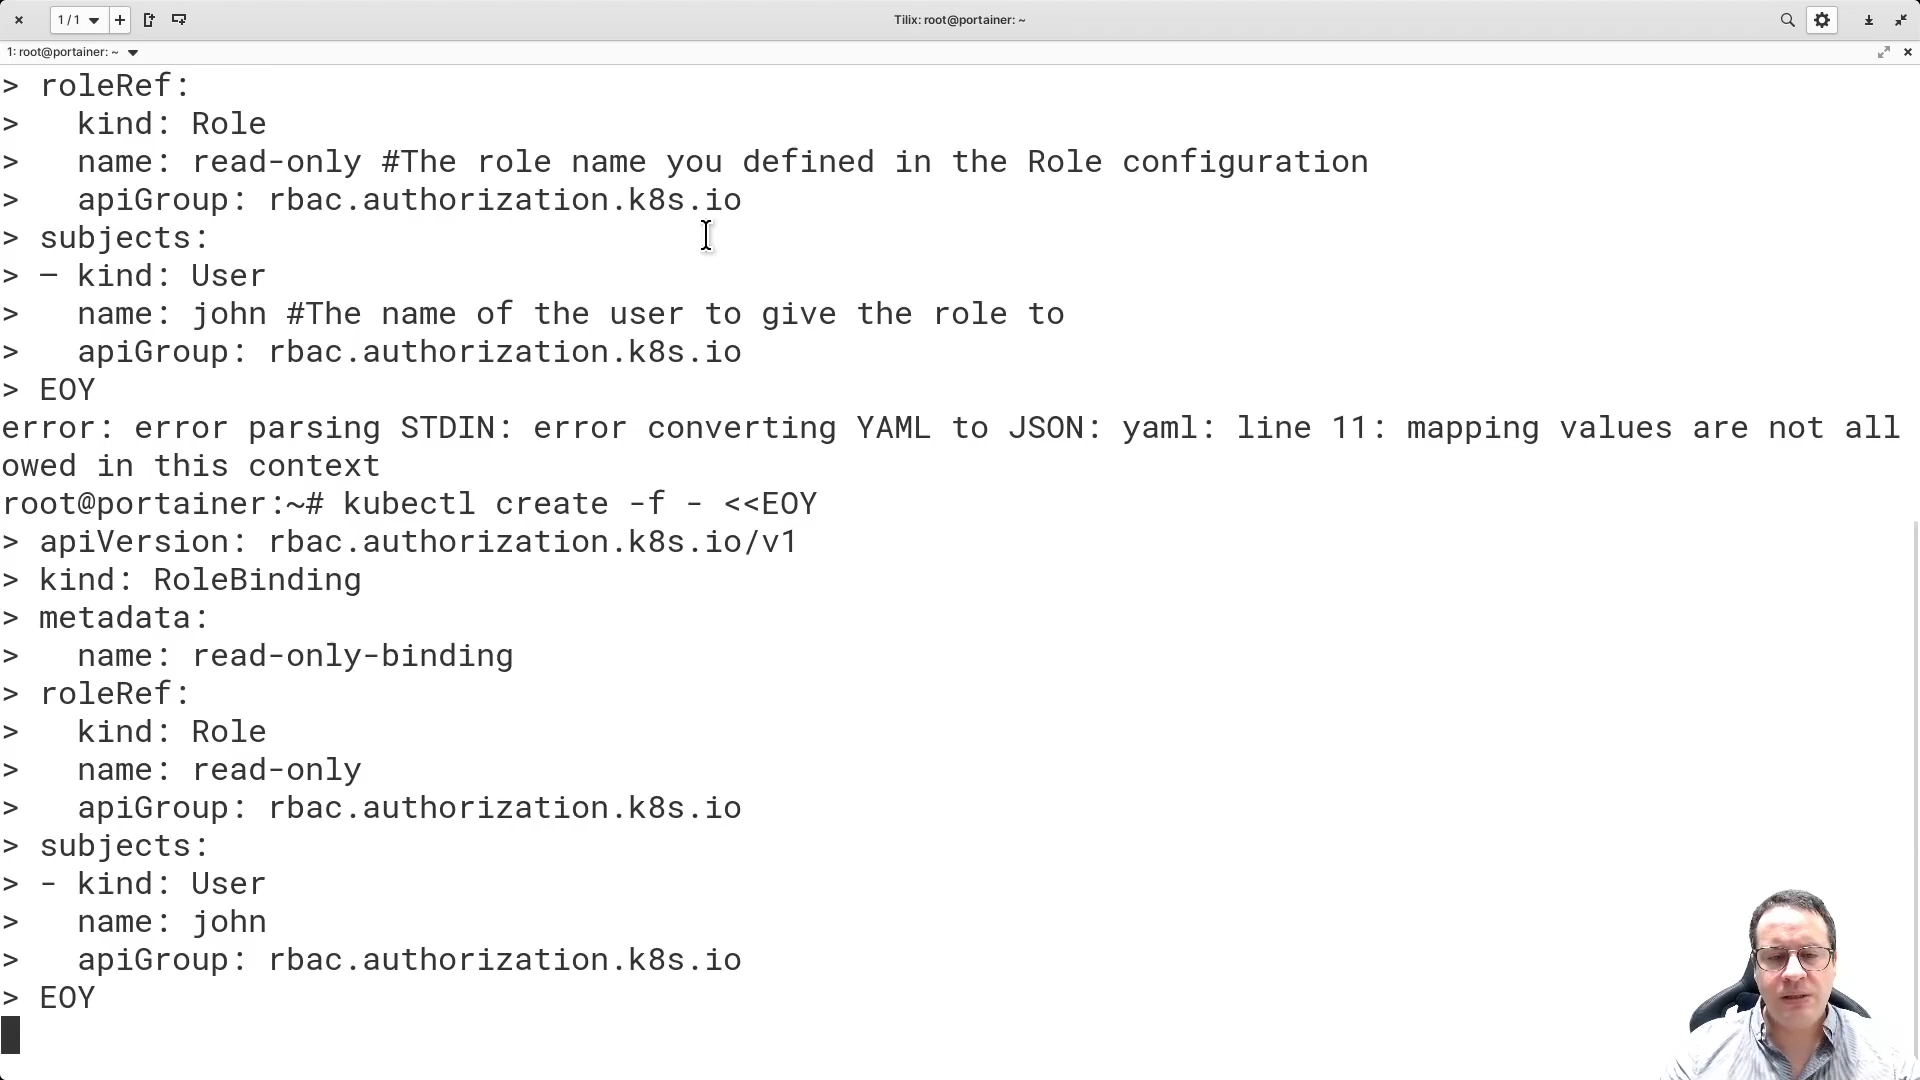 1 / 1
Tilix: root@portainer: ~
1: root@portainer: ~
> roleRef:
>   kind: Role
>   name: read-only #The role name you defined in the Role configuration
>   apiGroup: rbac.authorization.k8s.io
> subjects:
> – kind: User
>   name: john #The name of the user to give the role to
>   apiGroup: rbac.authorization.k8s.io
> EOY
error: error parsing STDIN: error converting YAML to JSON: yaml: line 11: mapping values are not all
owed in this context
root@portainer:~# kubectl create -f - <<EOY
> apiVersion: rbac.authorization.k8s.io/v1
> kind: RoleBinding
> metadata:
>   name: read-only-binding
> roleRef:
>   kind: Role
>   name: read-only
>   apiGroup: rbac.authorization.k8s.io
> subjects:
> - kind: User
>   name: john
>   apiGroup: rbac.authorization.k8s.io
> EOY